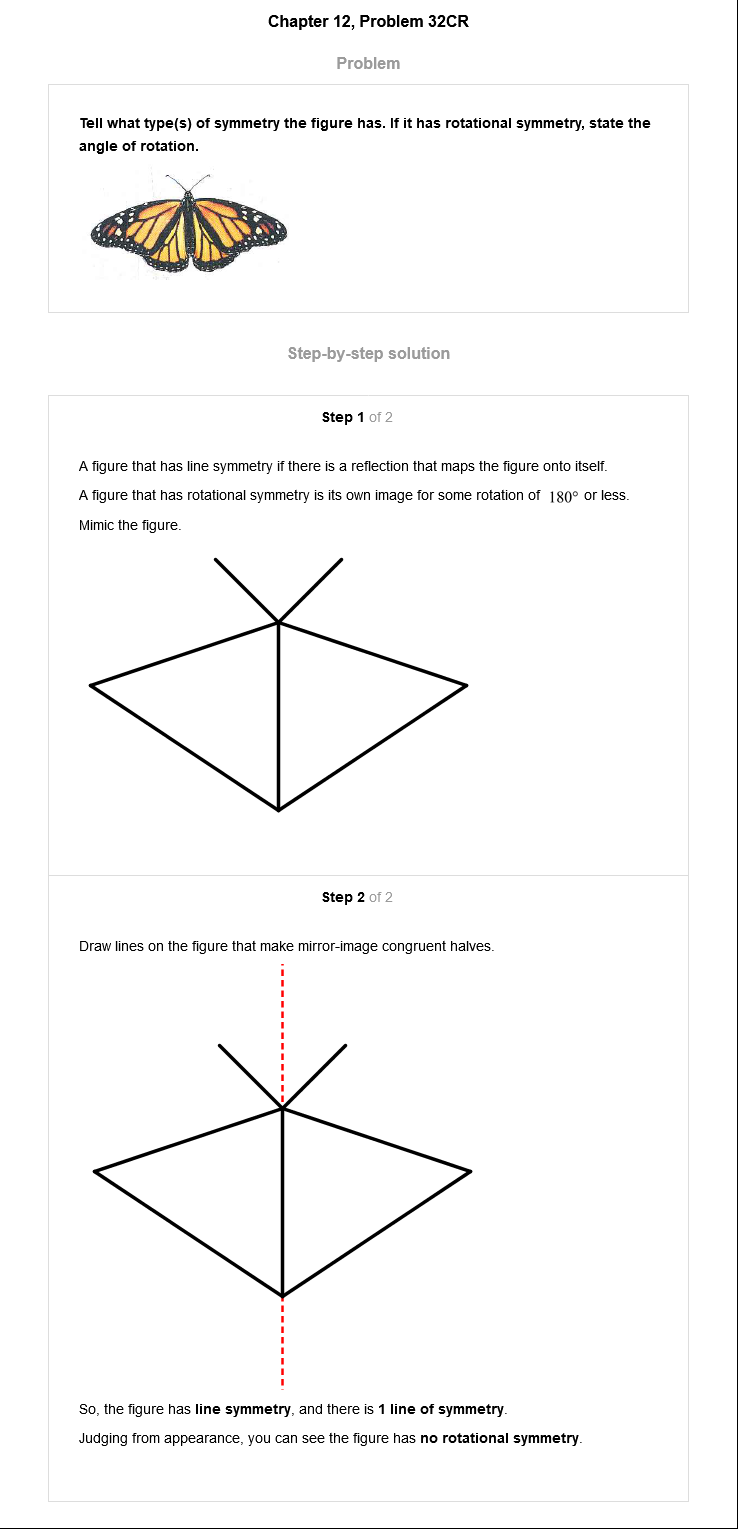 Chapter 12, Problem 32CR
Problem
Tell what type(s) of symmetry the figure has. If it has rotational symmetry, state the
angle of rotation.
Step-by-step solution
Step 1 of 2
A figure that has line symmetry if there is a reflection that maps the figure onto itself.
A figure that has rotational symmetry is its own image for some rotation of 180° or less.
Mimic the figure.
Step 2 of 2
Draw lines on the figure that make mirror-image congruent halves.
So, the figure has line symmetry, and there is 1 line of symmetry.
Judging from appearance, you can see the figure has no rotational symmetry.